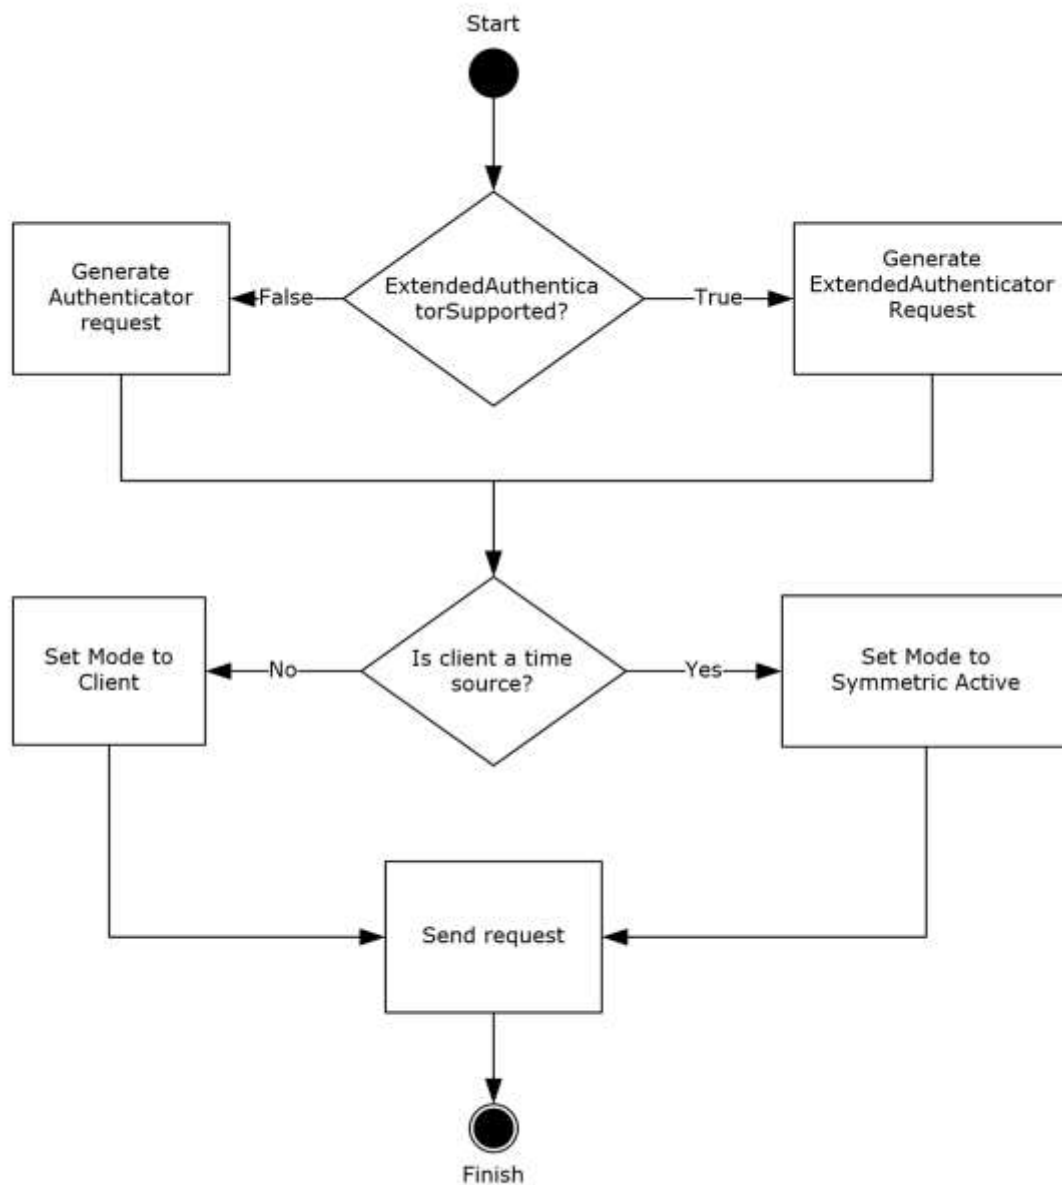 Start
Generate
Authenticator
request
False
ExtendedAuthentica
torSupported?
True
Generate
ExtendedAuthenticator
Request
Set Mode to
Client
No
Is client a time
source?
Yes
Set Mode to
Symmetric Active
Send request
Finish